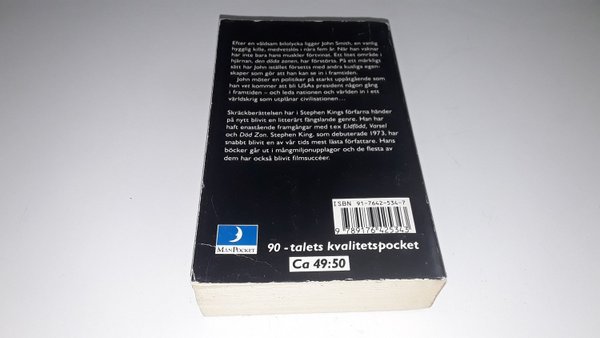 Efter en våldsam bilolycka ligger John Smith, en vanlig
hygglig kille, medvetslös i nära fem år. När han vaknar
har inte bara hans muskler förtvinat. Ett litet område i
hjärnan, den döda zonen, har förstörts. På ett märkligt
sätt har John istället försetts med andra kusliga egen-
skaper som gör att han kan se in i framtiden.
John möter en politiker på starkt uppåtgående som
han vet kommer att bli USAs president någon gång
i framtiden – och leda nationen och världen in i ett
världskrig som utplånar civilisationen...
Skräckberättelsen har i Stephen Kings förfarna händer
på nytt blivit en litterärt fängslande genre. Han har
haft enastående framgångar med t ex Eldfödd, Varsel
och Död Zon. Stephen King, som debuterade 1973, har
snabbt blivit en av vår tids mest lästa författare. Hans
böcker går ut i mångmiljonupplagor och de flesta av
dem har också blivit filmsuccéer.
ISBN 91-7642-534-7
9 789176 425343
MÅNPOCKET
90-talets kvalitetspocket
Ca 49:50